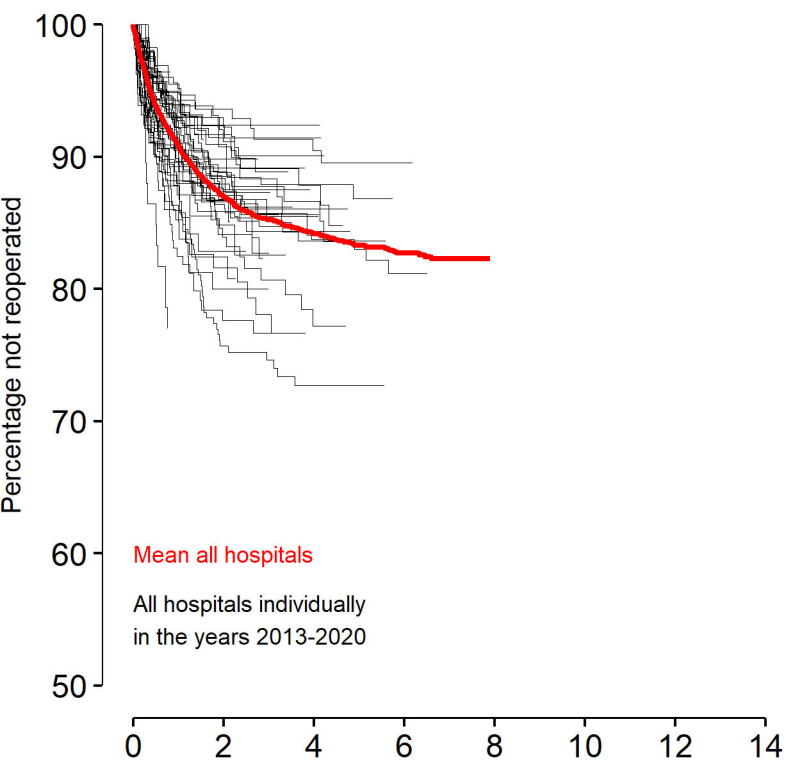 100
90
80
70
60
50
Percentage not reoperated
Mean all hospitals
All hospitals individually
in the years 2013-2020
0 2 4 6 8 10 12 14